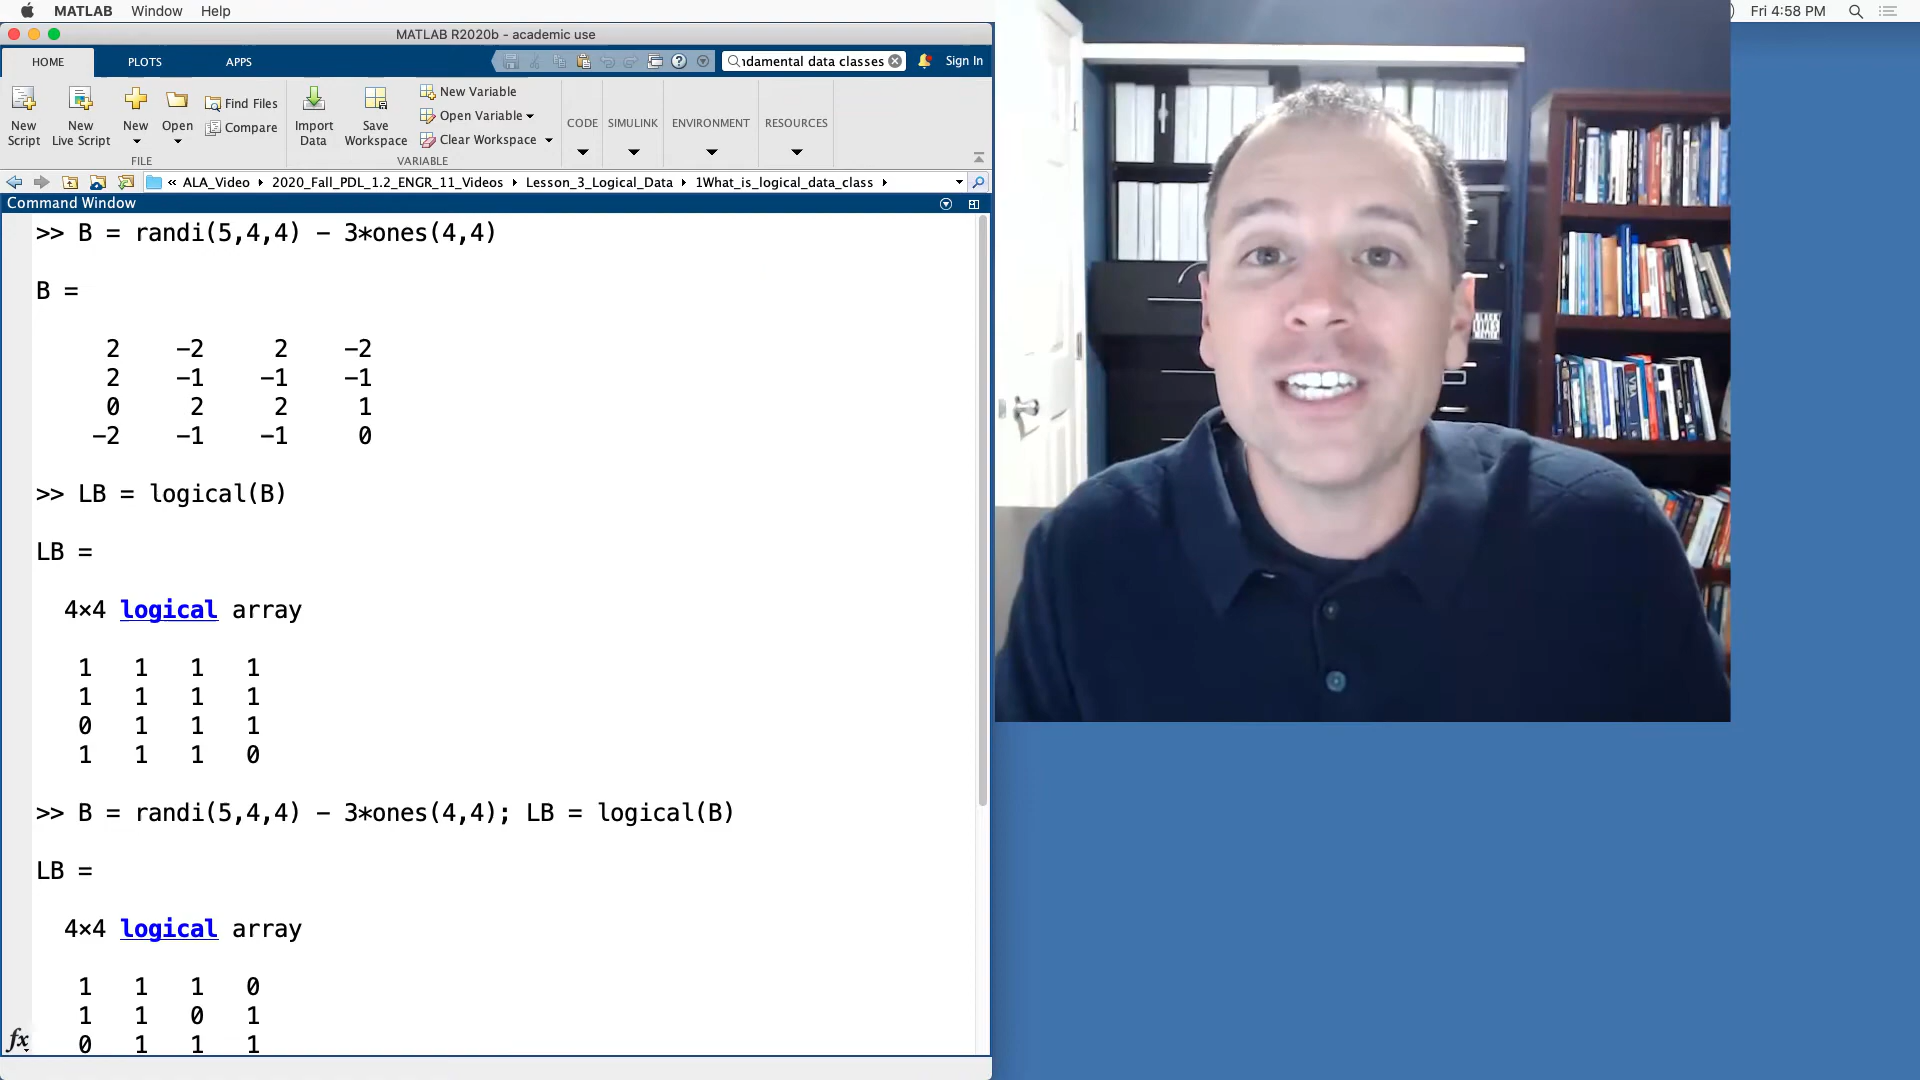 MATLAB Window Help
Fri 4:58 PM
MATLAB R2020b - academic use
HOME PLOTS APPS
ndamental data classes
Sign In
New Script
New Live Script
New
Open
Find Files
Compare
FILE
Import Data
Save Workspace
New Variable
Open Variable
Clear Workspace
VARIABLE
CODE
SIMULINK
ENVIRONMENT
RESOURCES
« ALA_Video 2020_Fall_PDL_1.2_ENGR_11_Videos Lesson_3_Logical_Data 1What_is_logical_data_class
Command Window
>> B = randi(5,4,4) - 3*ones(4,4)
B =
2 -2 2 -2
2 -1 -1 -1
0 2 2 1
-2 -1 -1 0
>> LB = logical(B)
LB =
4×4 logical array
1 1 1 1
1 1 1 1
0 1 1 1
1 1 1 0
>> B = randi(5,4,4) - 3*ones(4,4); LB = logical(B)
LB =
4×4 logical array
1 1 1 0
1 1 0 1
0 1 1 1
fx